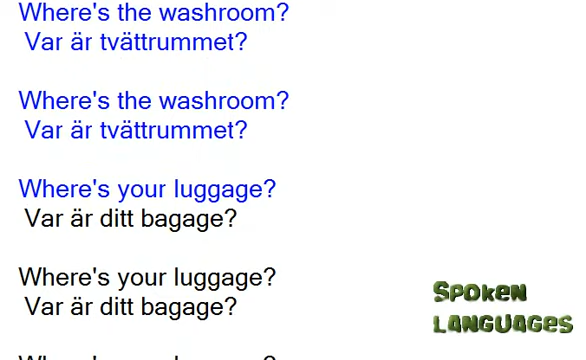 Where's the washroom?
Var är tvättrummet?
Where's the washroom?
Var är tvättrummet?
Where's your luggage?
Var är ditt bagage?
Where's your luggage?
Var är ditt bagage?
SPOKEN
LANGUAGES